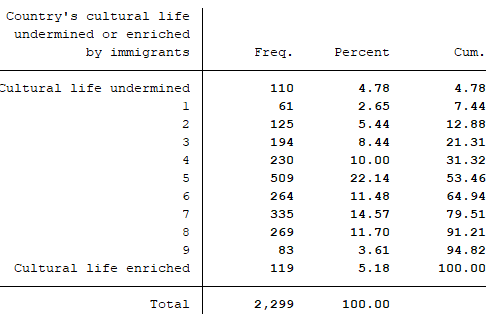 Country's cultural life
undermined or enriched
by immigrants Freq. Percent Cum.
Cultural life undermined 110 4.78 4.78
1 61 2.65 7.44
2 125 5.44 12.88
3 194 8.44 21.31
4 230 10.00 31.32
5 509 22.14 53.46
6 264 11.48 64.94
7 335 14.57 79.51
8 269 11.70 91.21
9 83 3.61 94.82
Cultural life enriched 119 5.18 100.00
Total 2,299 100.00